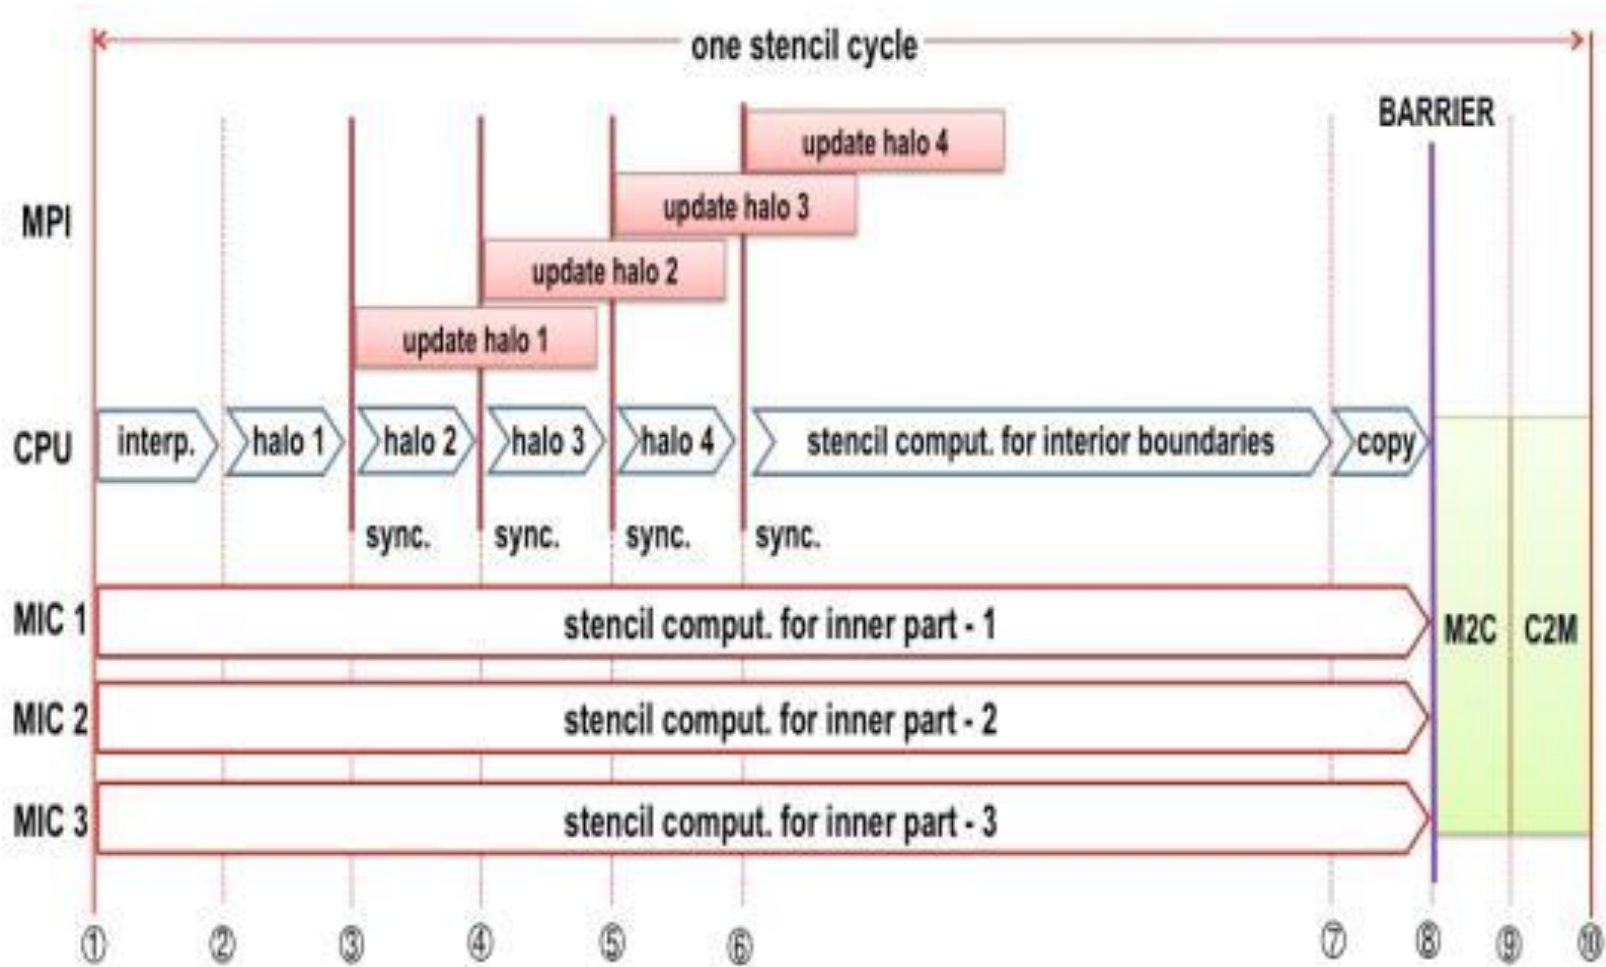 one stencil cycle
BARRIER
MPI
update halo 4
update halo 3
update halo 2
update halo 1
CPU
interp.
halo 1
halo 2
halo 3
halo 4
stencil comput. for interior boundaries
copy
sync.
sync.
sync.
sync.
MIC 1
stencil comput. for inner part - 1
M2C
C2M
MIC 2
stencil comput. for inner part - 2
MIC 3
stencil comput. for inner part - 3
① ② ③ ④ ⑤ ⑥ ⑦ ⑧ ⑨ ⑩